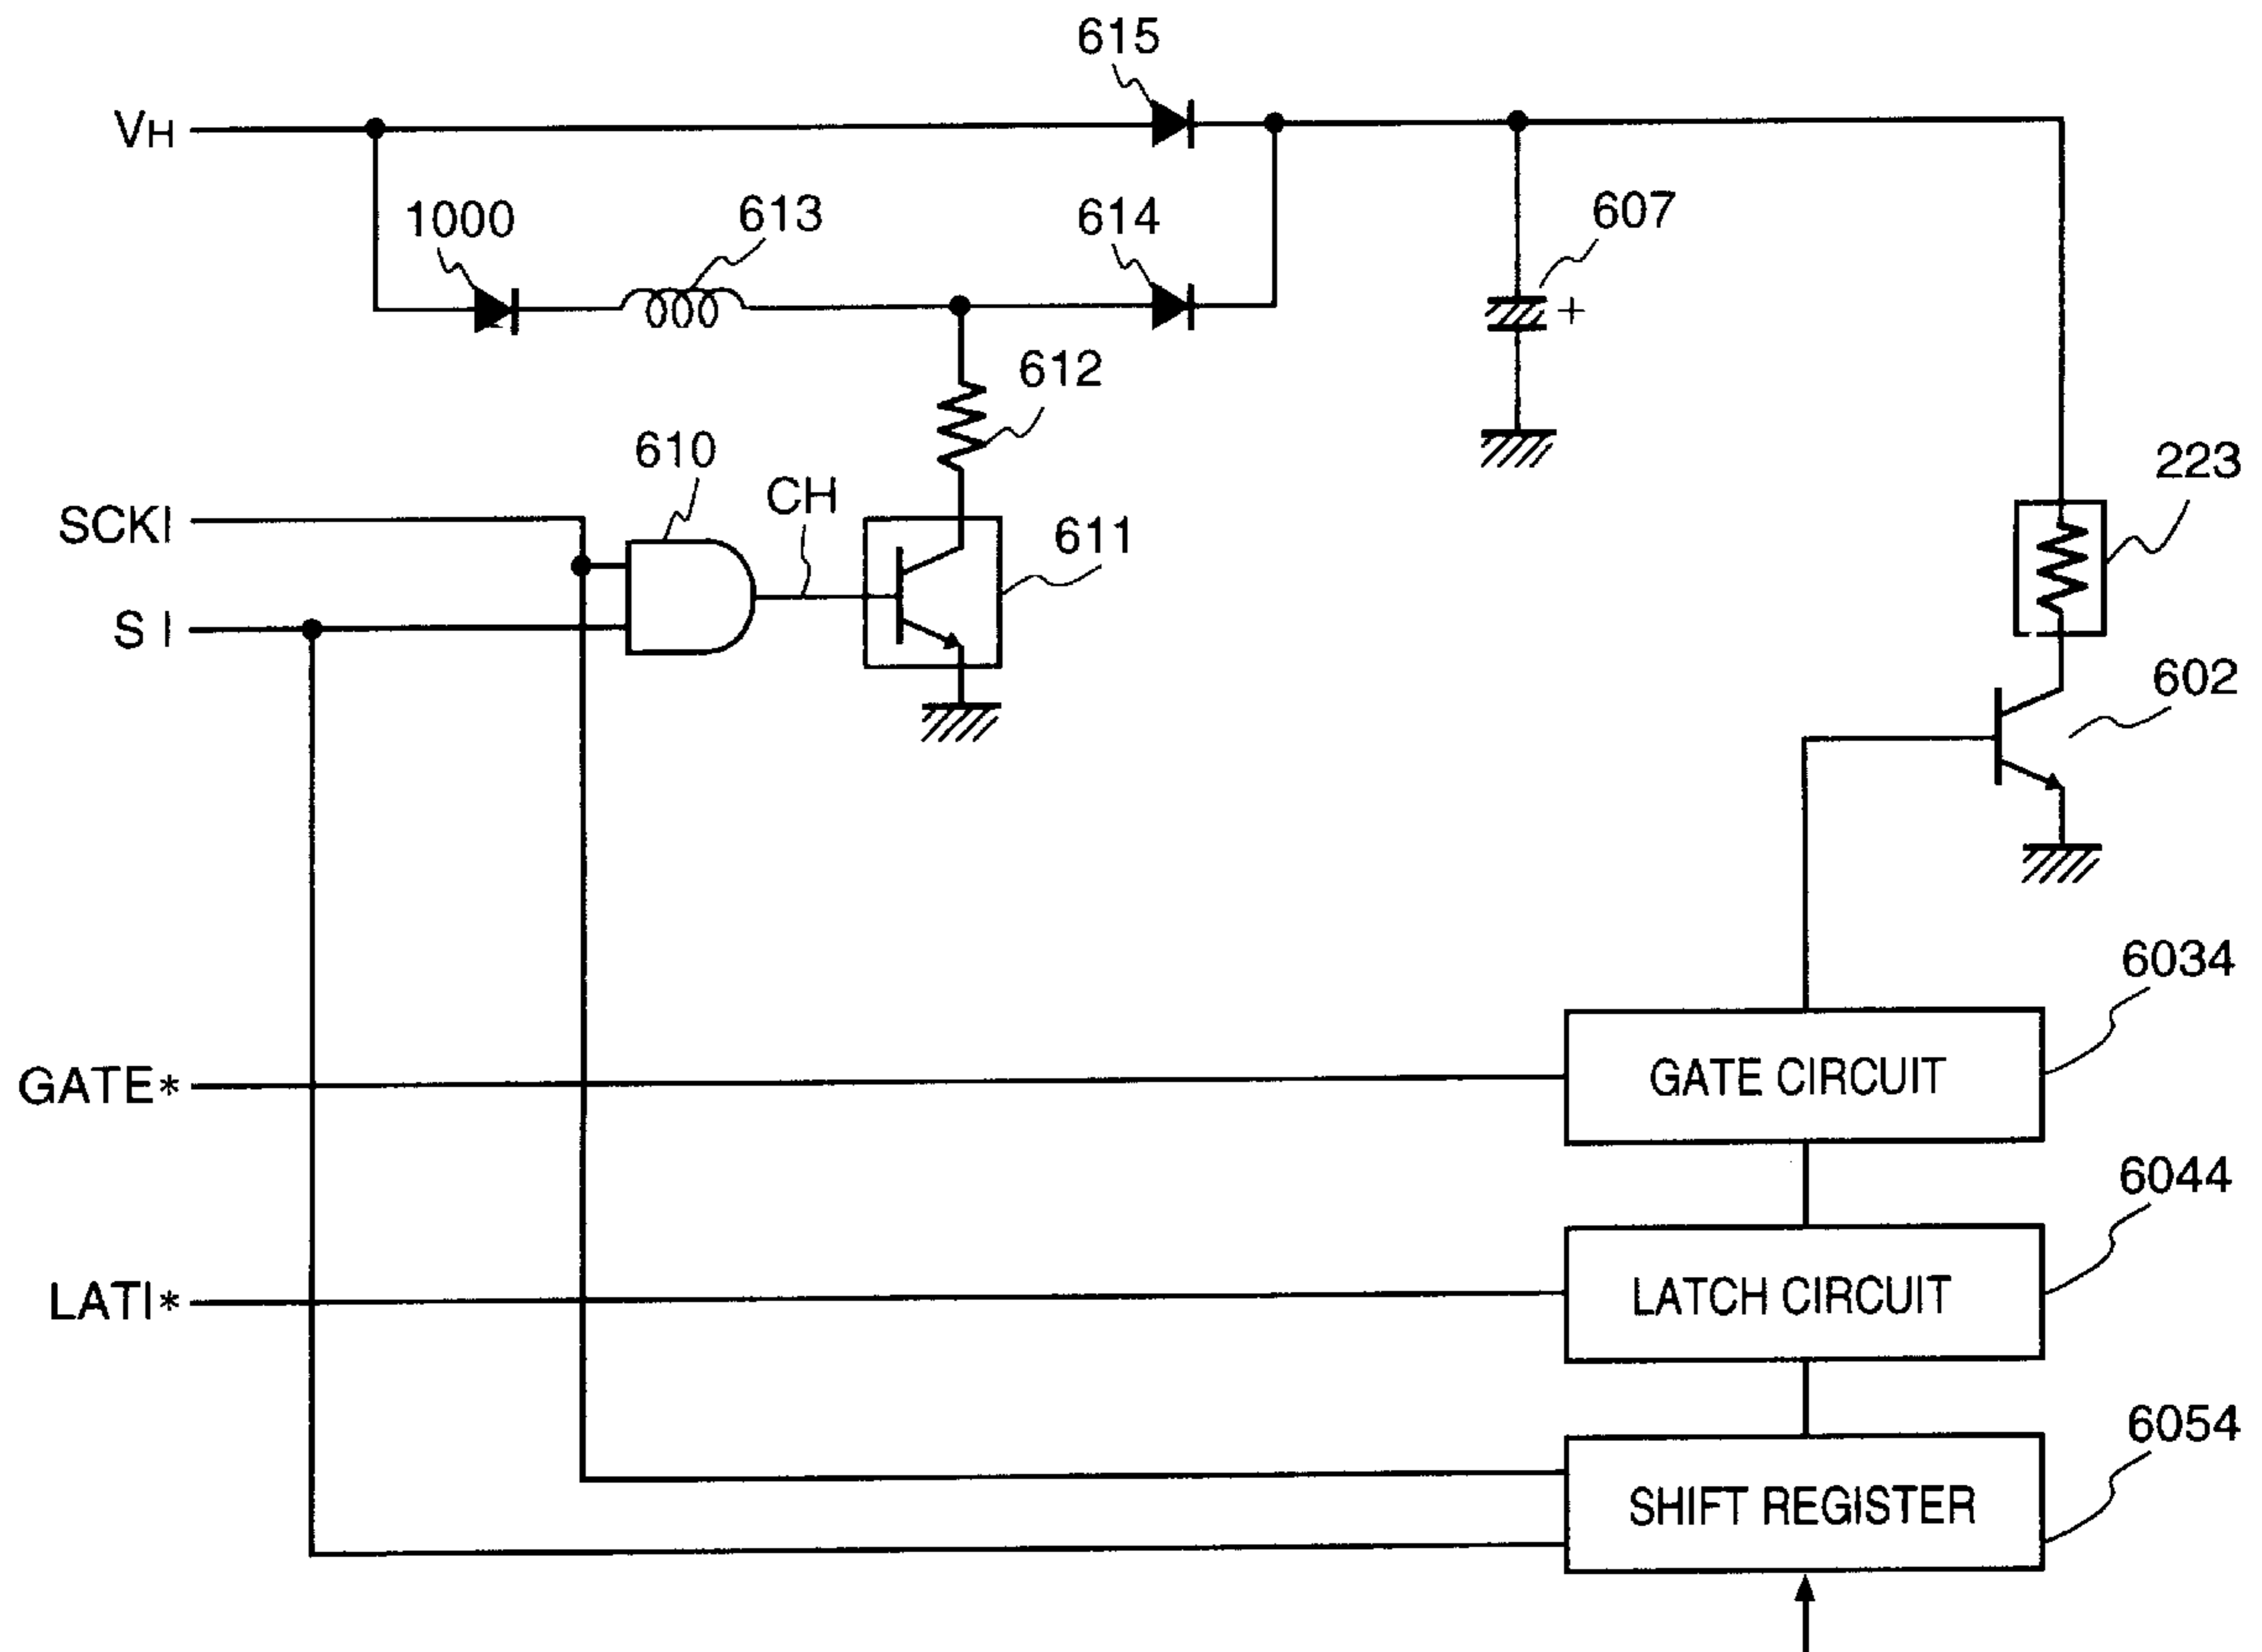 615
VH
1000
613
614
607
612
610
CH
223
SCKI
611
SI
602
6034
GATE*
GATE CIRCUIT
6044
LATI*
LATCH CIRCUIT
6054
SHIFT REGISTER
+